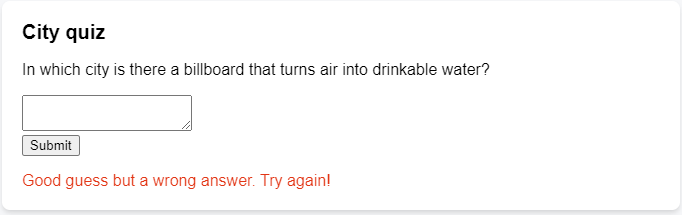 City quiz
In which city is there a billboard that turns air into drinkable water?
Submit
Good guess but a wrong answer. Try again!